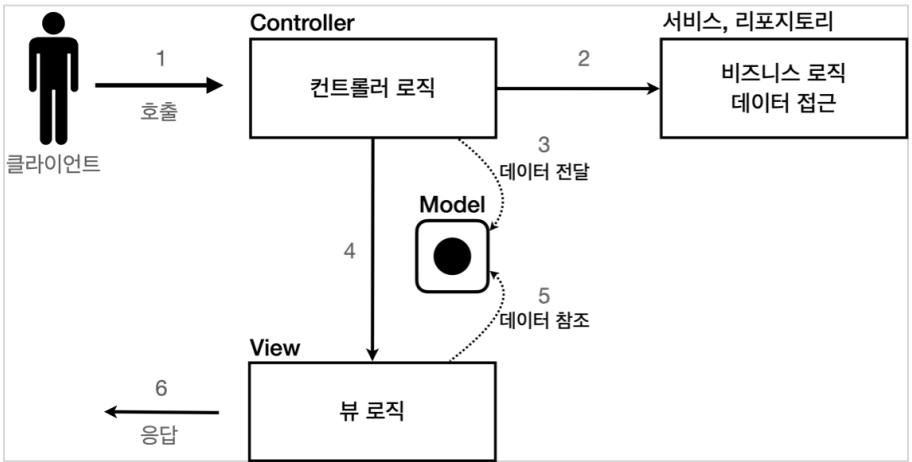 Controller
서비스, 리포지토리
1
호출
컨트롤러 로직
2
비즈니스 로직
데이터 접근
클라이언트
3
데이터 전달
Model
4
5
데이터 참조
View
6
응답
뷰 로직